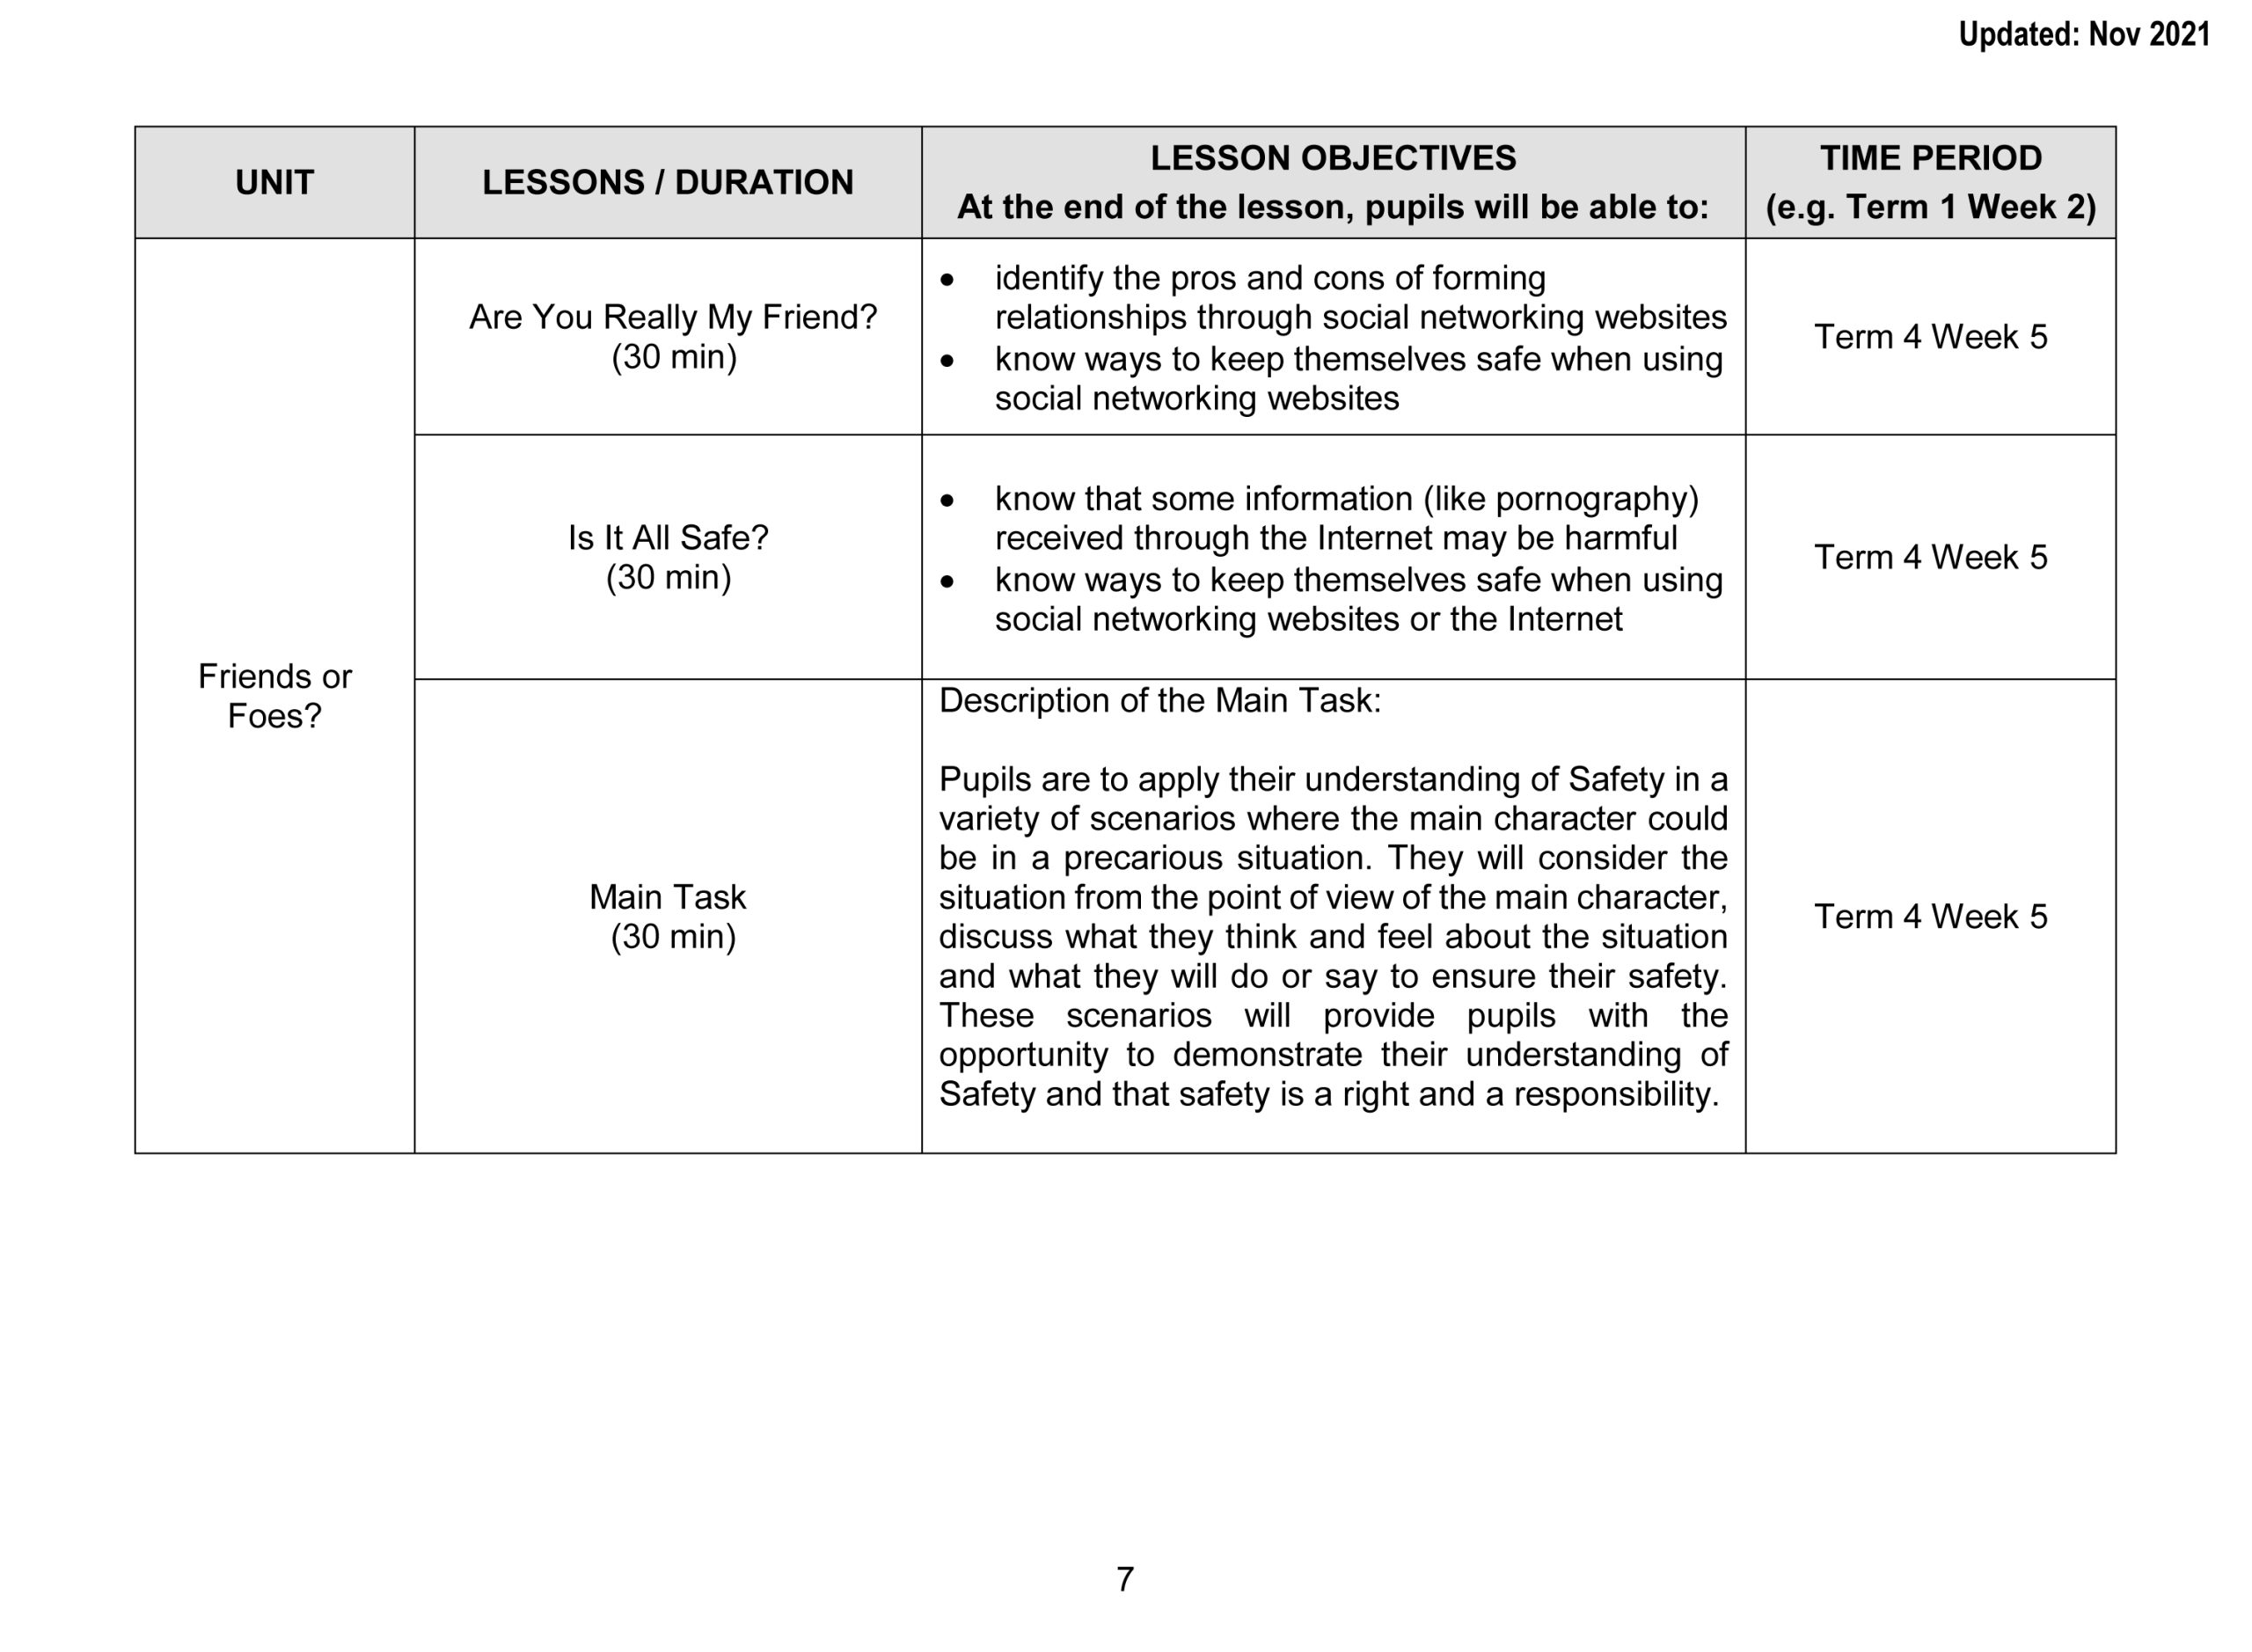 Updated: Nov 2021
UNIT
LESSONS / DURATION
LESSON OBJECTIVES
At the end of the lesson, pupils will be able to:
TIME PERIOD
(e.g. Term 1 Week 2)
Friends or
Foes?
Are You Really My Friend?
(30 min)
● identify the pros and cons of forming
relationships through social networking websites
● know ways to keep themselves safe when using
social networking websites
Term 4 Week 5
Is It All Safe?
(30 min)
● know that some information (like pornography)
received through the Internet may be harmful
● know ways to keep themselves safe when using
social networking websites or the Internet
Term 4 Week 5
Main Task
(30 min)
Description of the Main Task:
Pupils are to apply their understanding of Safety in a
variety of scenarios where the main character could
be in a precarious situation. They will consider the
situation from the point of view of the main character,
discuss what they think and feel about the situation
and what they will do or say to ensure their safety.
These scenarios will provide pupils with the
opportunity to demonstrate their understanding of
Safety and that safety is a right and a responsibility.
Term 4 Week 5
7